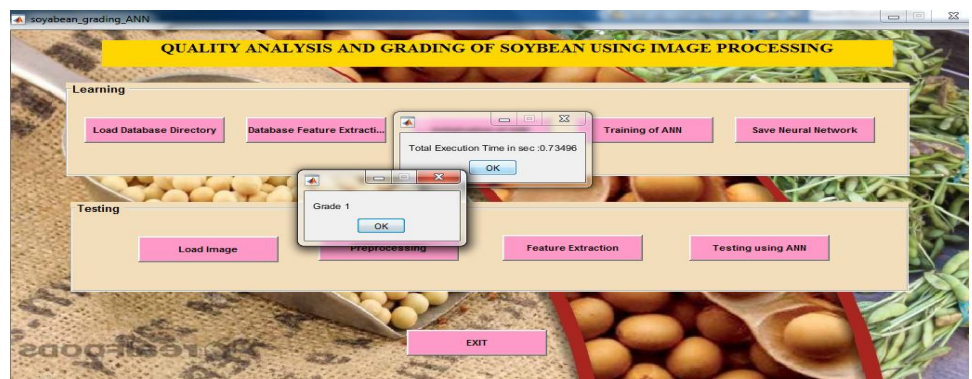 soyabean_grading_ANN
QUALITY ANALYSIS AND GRADING OF SOYBEAN USING IMAGE PROCESSING
Learning
Load Database Directory
Database Feature Extracti...
Total Execution Time in sec :0.73496
OK
Training of ANN
Save Neural Network
Grade 1
OK
Testing
Load Image
Preprocessing
Feature Extraction
Testing using ANN
EXIT